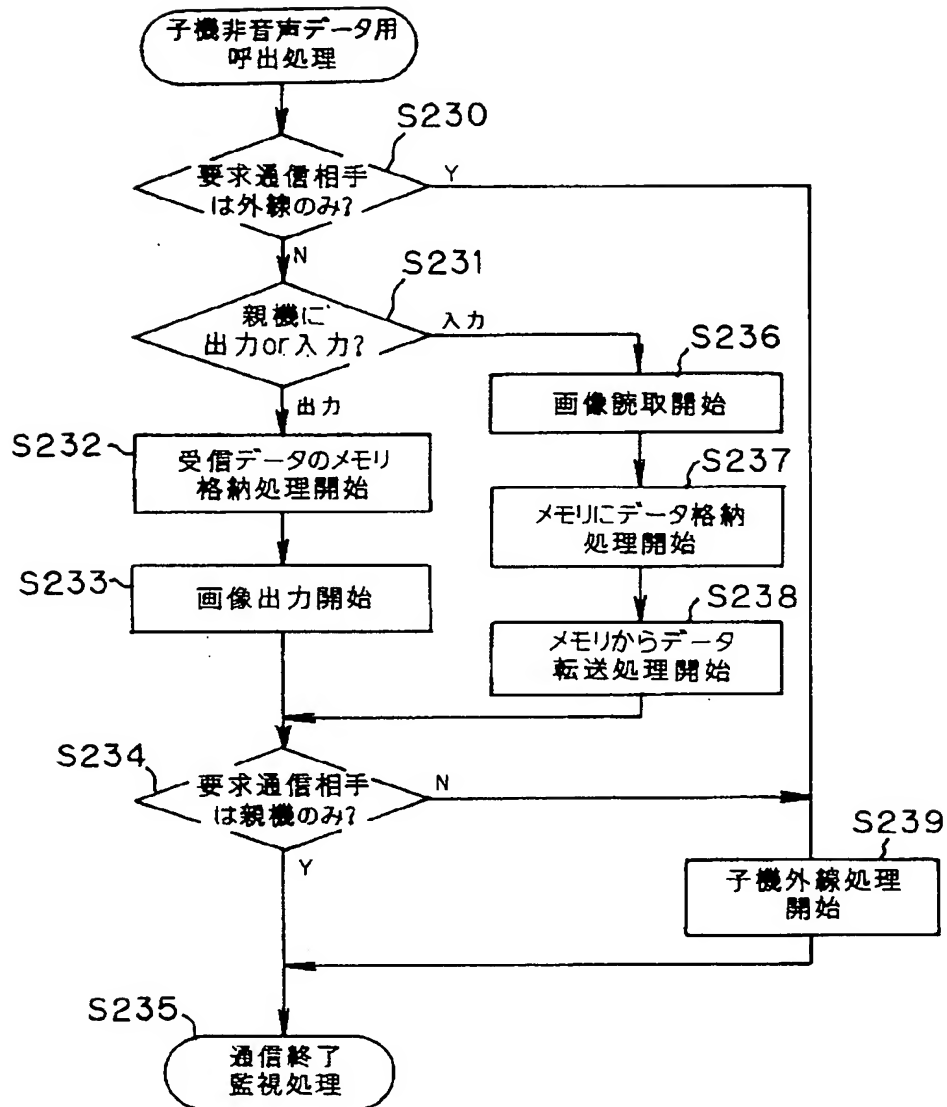 子機非音声データ用
呼出処理
S230
要求通信相手
は外線のみ?
Y
N
S231
親機に
出力or入力?
入力
出力
S236
画像読取開始
S232
受信データのメモリ
格納処理開始
S237
メモリにデータ格納
処理開始
S233
画像出力開始
S238
メモリからデータ
転送処理開始
S234
要求通信相手
は親機のみ?
N
Y
S239
子機外線処理
開始
S235
通信終了
監視処理